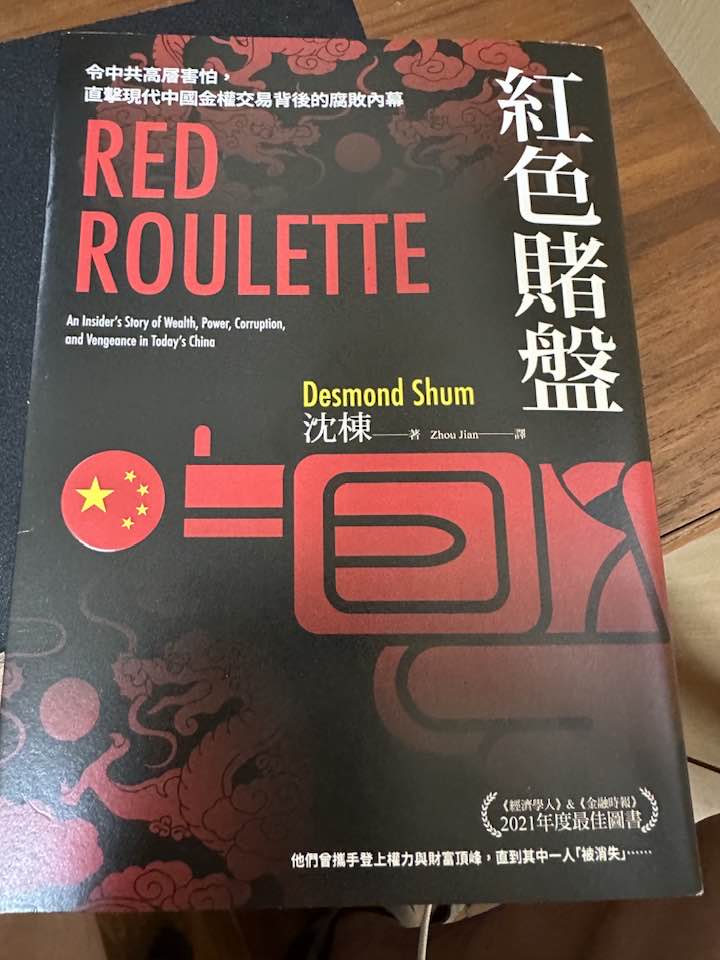 令中共高層害怕，
直擊現代中國金權交易背後的腐敗內幕
紅色賭盤
RED
ROULETTE
An Insider's Story of Wealth, Power, Corruption,
and Vengeance in Today's China
Desmond Shum
沈棟——著 Zhou Jian——譯
《經濟學人》&《金融時報》
2021年度最佳圖書
他們曾攜手登上權力與財富頂峰，直到其中一人「被消失」……